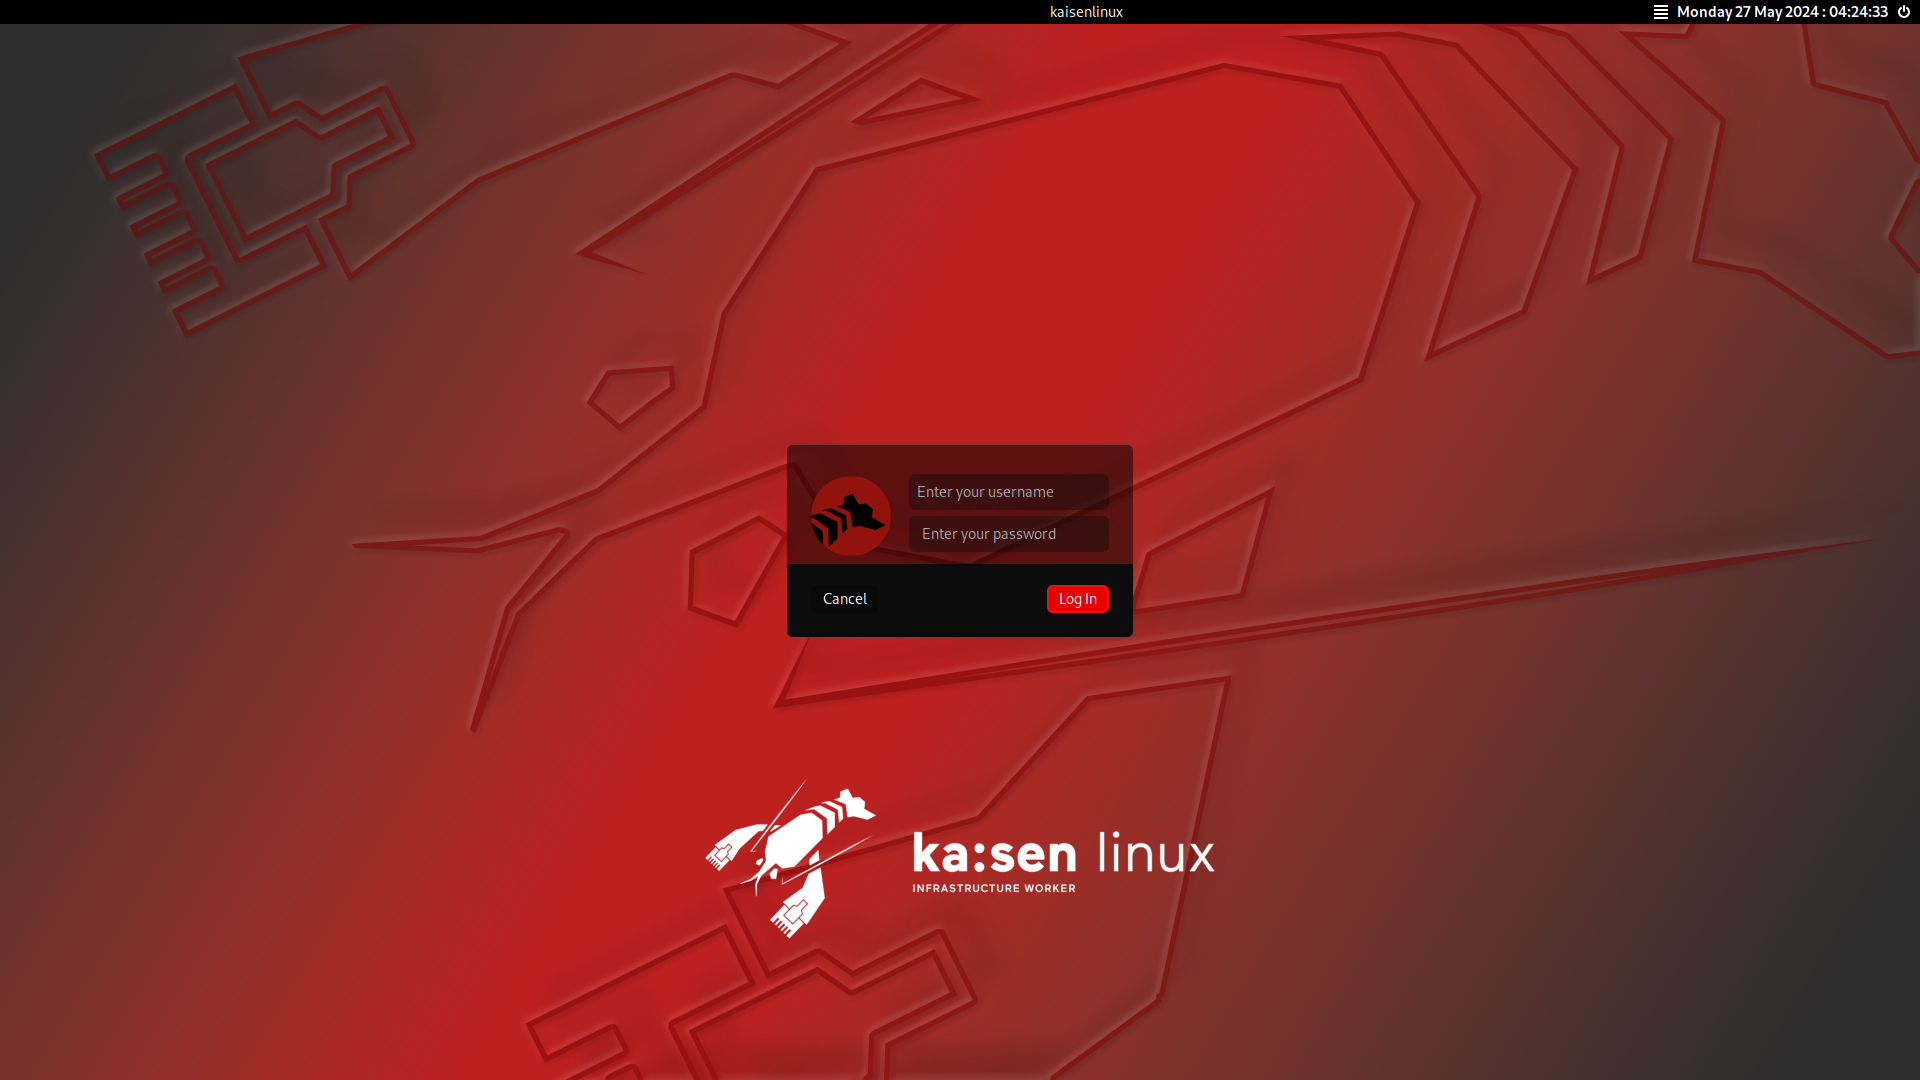 kaisenlinux
Monday 27 May 2024 : 04:24:33
Enter your username
Enter your password
Cancel
Log In
ka:sen linux
INFRASTRUCTURE WORKER